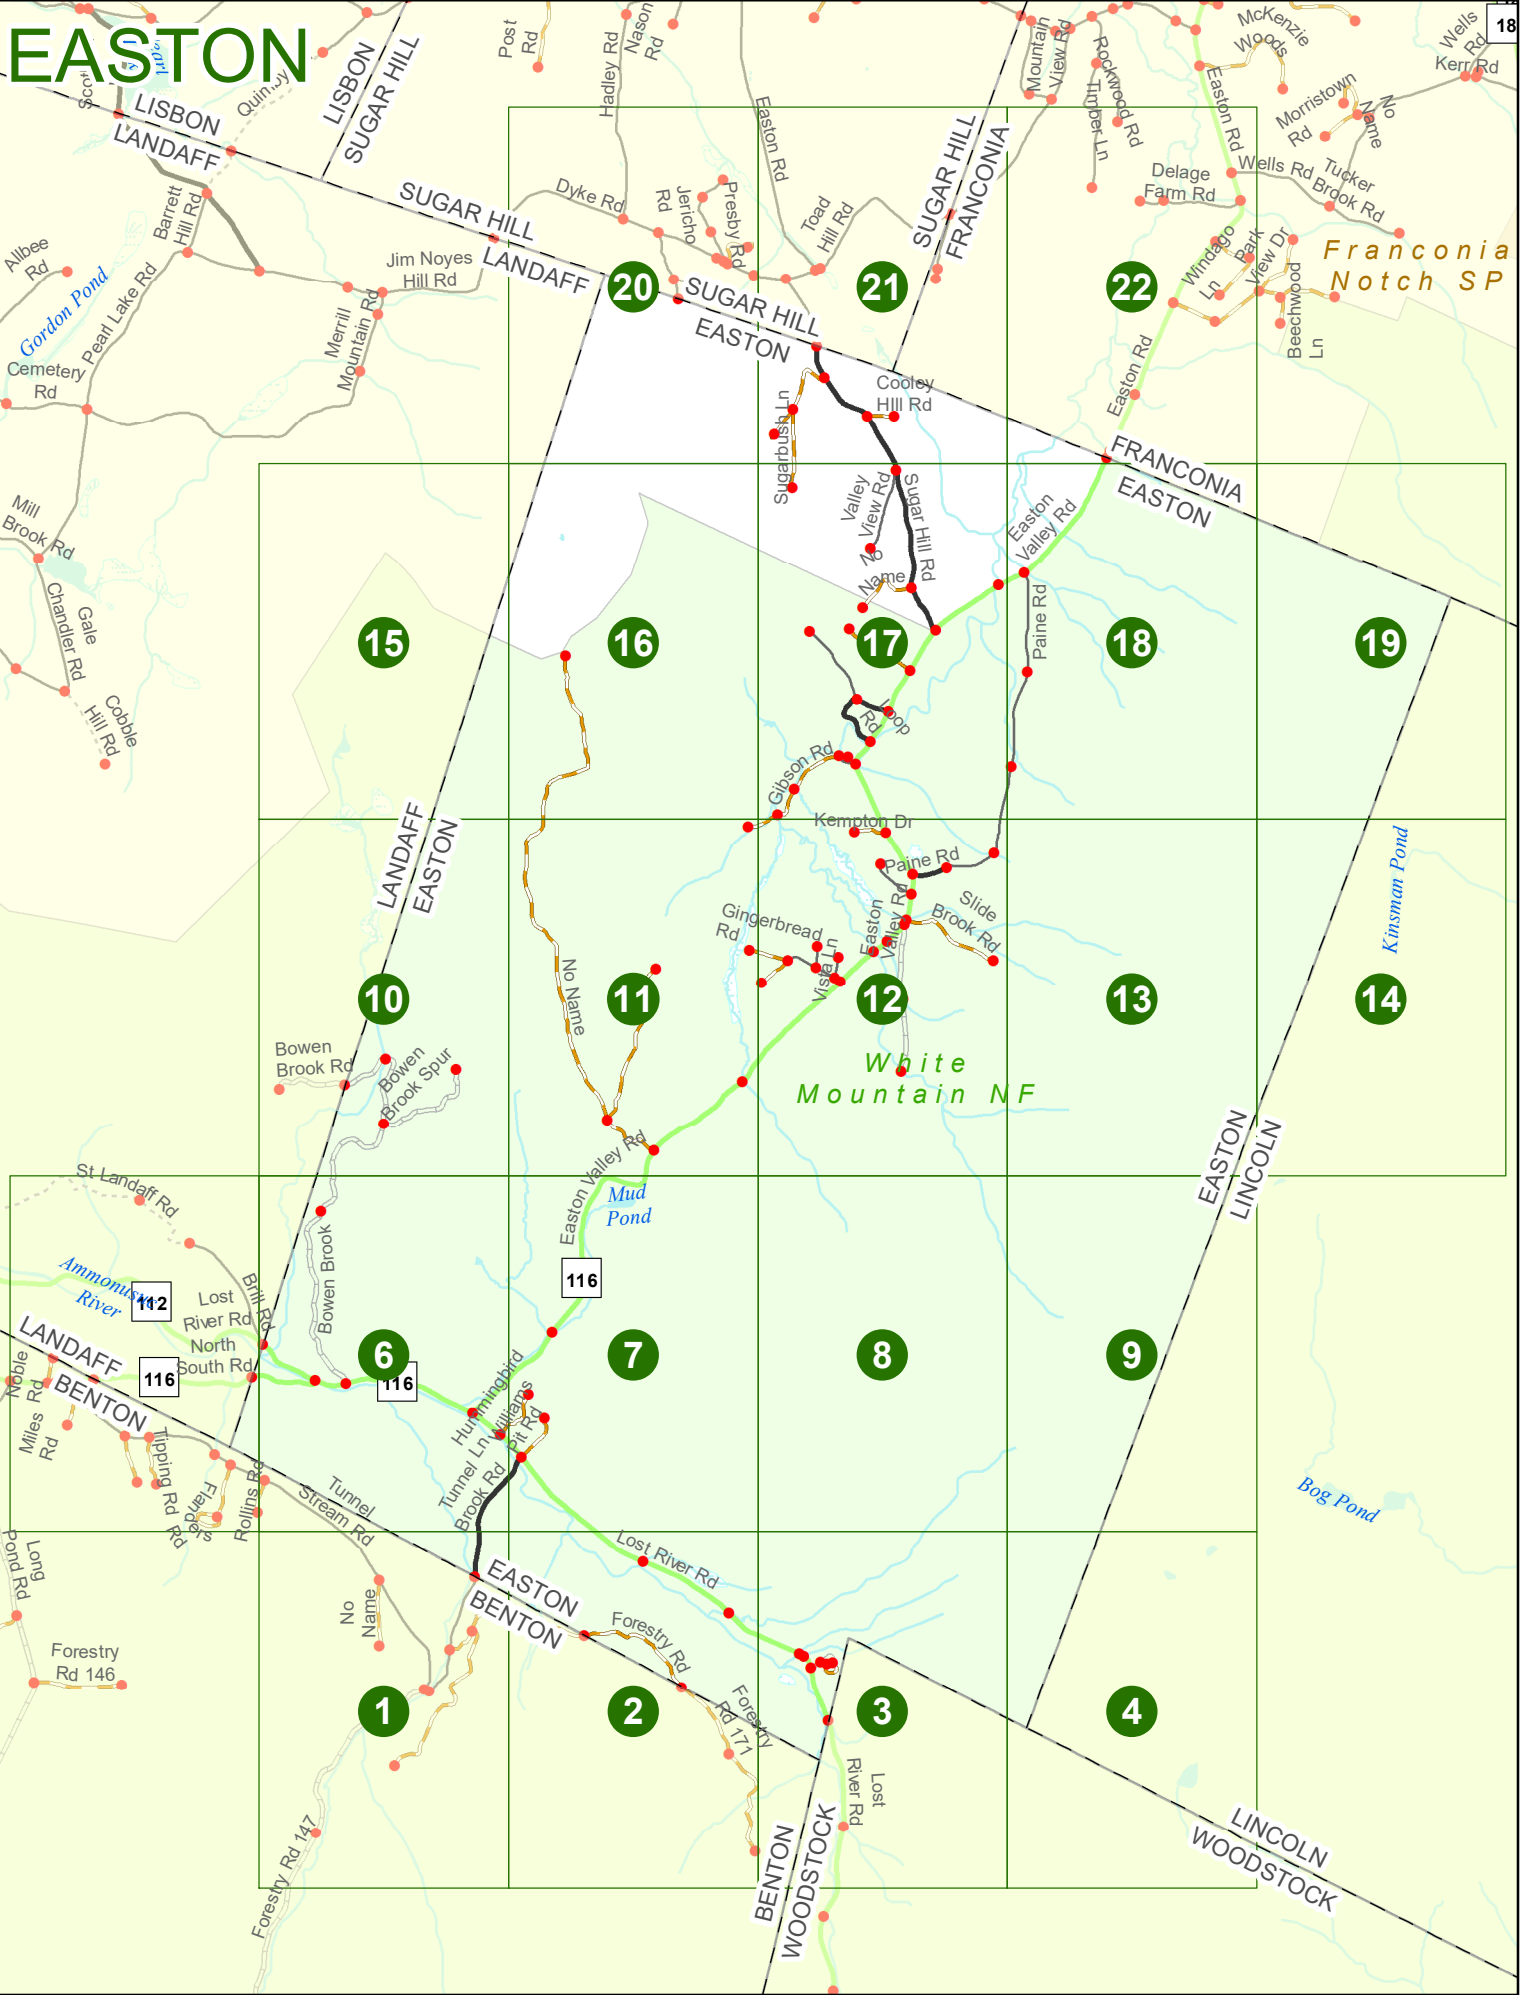 EASTON
Post
Rd
Hadley Rd
Nason
Rd
Mountain
View Rd
Rockwood Rd
Timber Ln
McKenzie
Woods
Wells
Rd
Kerr Rd
18
Quimby
LISBON
SUGAR HILL
LISBON
LANDAFF
Easton Rd
Easton Rd
Morristown
Rd
No
Name
SUGAR HILL
FRANCONIA
Delage
Farm Rd
Wells Rd
Tucker
Brook Rd
Barrett
Hill Rd
SUGAR HILL
LANDAFF
Dyke Rd
Jericho
Rd
Presby Rd
Toad
Hill Rd
Windago
Ln
Park
View Dr
Beechwood
Ln
Franconia
Notch SP
Allbee
Rd
Gordon Pond
Pearl Lake Rd
Jim Noyes
Hill Rd
Merrill
Mountain Rd
Cemetery
Rd
20
SUGAR HILL
EASTON
21
22
Easton Rd
Cooley
HIll Rd
Sugarbush Ln
FRANCONIA
EASTON
Mill
Brook Rd
Valley
View Rd
Sugar Hill Rd
No
Name
Easton
Valley Rd
Paine Rd
Gale
Chandler Rd
Cobble
Hill Rd
15
16
17
18
19
Loop
Rd
Gibson Rd
Kempton Dr
LANDAFF
EASTON
Paine Rd
Slide
Brook Rd
Gingerbread
Rd
Vista Ln
Easton
Valley Rd
Kinsman Pond
No Name
10
11
12
13
14
Bowen
Brook Rd
Bowen
Brook Spur
White
Mountain NF
EASTON
LINCOLN
Easton Valley Rd
Mud
Pond
St Landaff Rd
Bowen Brook
Brill Rd
116
Ammonusuc
River
112
Lost
River Rd
North
South Rd
LANDAFF
BENTON
116
116
6
7
8
9
Noble
Rd
Miles
Rd
Hummingbird
Ln
Williams
Pit Rd
Tunnel
Brook Rd
Tipping Rd
Rd
Flanders
Rollins Rd
Tunnel
Stream Rd
Bog Pond
Long
Pond Rd
Lost River Rd
EASTON
BENTON
No
Name
Forestry Rd
Forestry
Rd 146
1
2
3
4
Forestry
Rd 171
Lost
River Rd
Forestry Rd 147
BENTON
WOODSTOCK
LINCOLN
WOODSTOCK